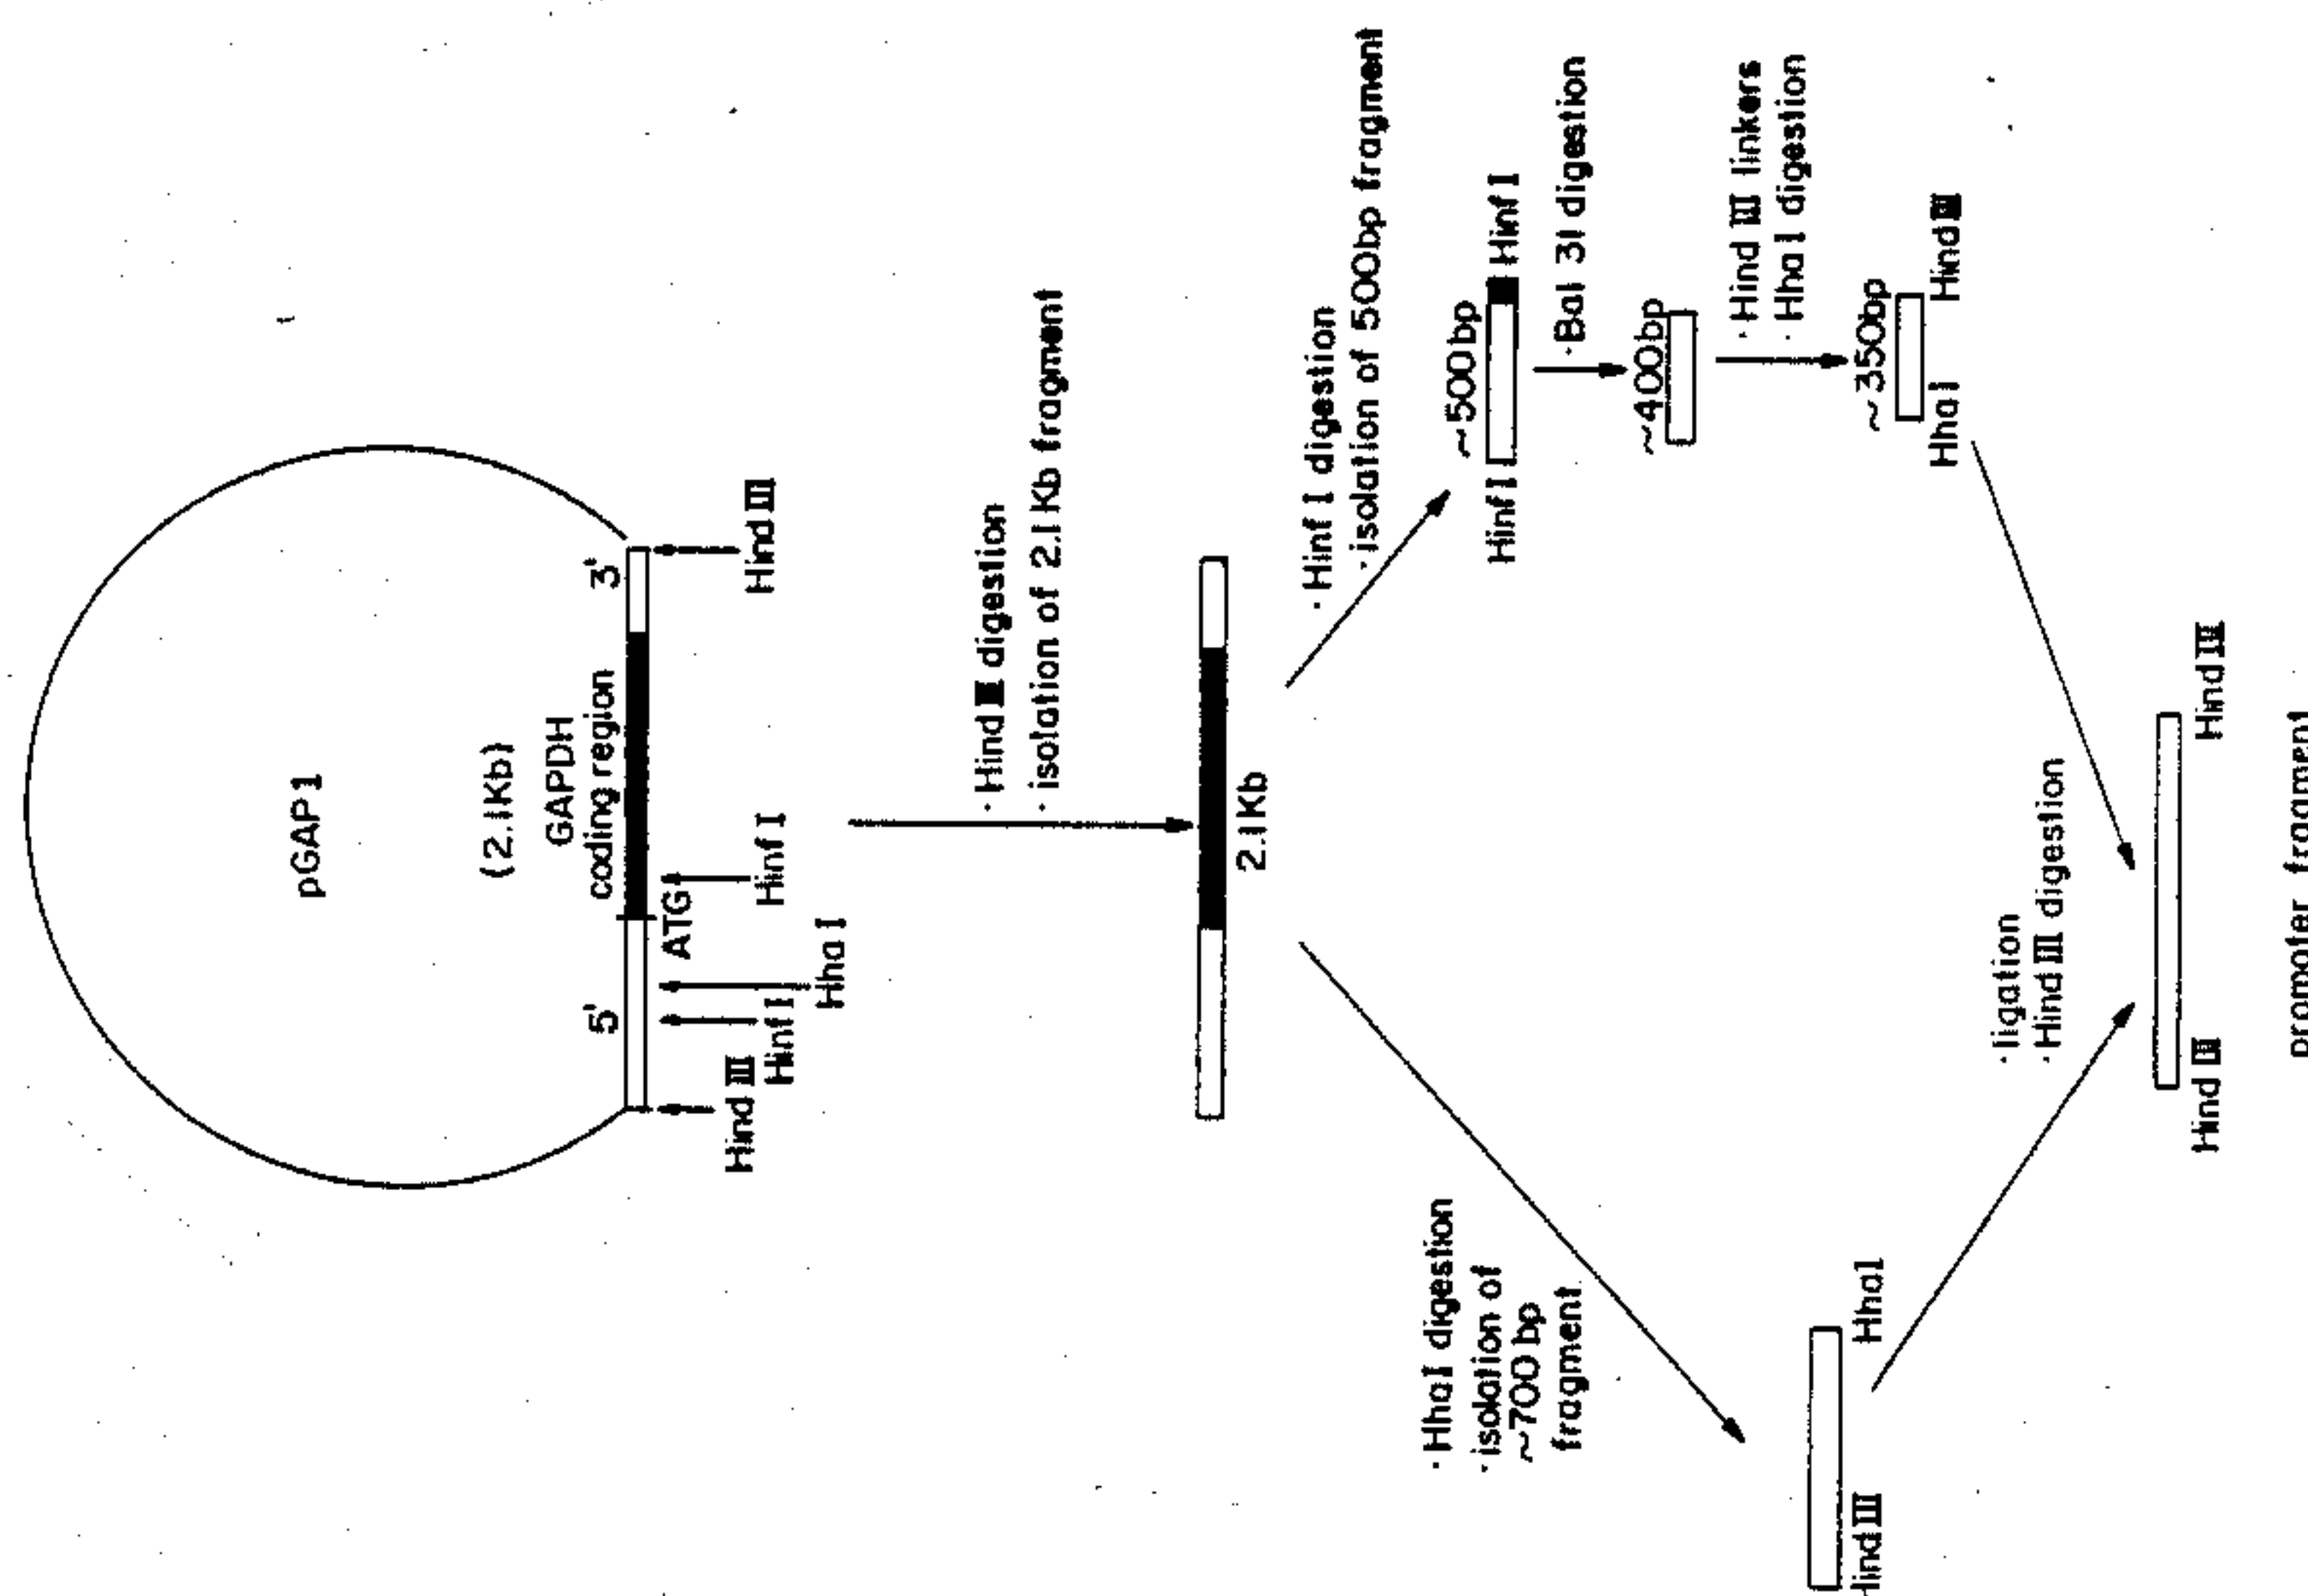 pGAP1
(2.1Kb)
GAPDH
coding region
5'
3'
ATG
Hind III
Hinf I
Hha I
Hinf I
Hind III
· Hind III digestion
· isolation of 2.1 Kb fragment
2.1Kb
· Hha I digestion
· isolation of
~700 bp
fragment
· Hinf I digestion
· isolation of 500bp fragment
~500bp
Hinf I
Hinf I
· Bal 31 digestion
~400bp
· Hind III linkers
· Hha I digestion
~350bp
Hha I
Hind III
Hind III
Hha I
· ligation
· Hind III digestion
Hind III
Hind III
promoter fragment